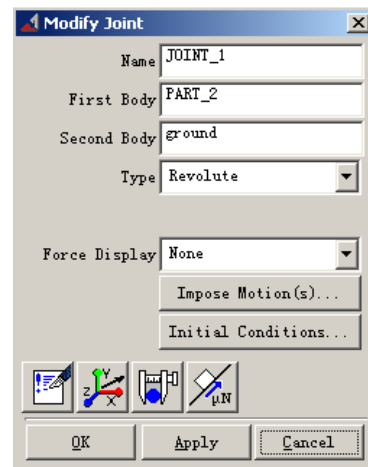 Modify Joint
Name JOINT_1
First Body PART_2
Second Body ground
Type Revolute
Force Display None
Impose Motion(s)...
Initial Conditions...
Z Y X μN
OK Apply Cancel